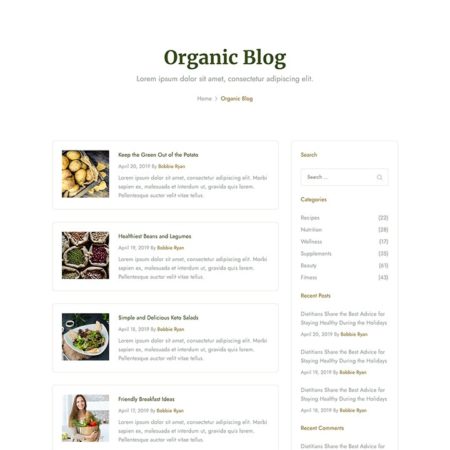 Organic Blog
Lorem ipsum dolor sit amet, consectetur adipiscing elit.
Home > Organic Blog
Keep the Green Out of the Potato
April 20, 2019 By Bobbie Ryan
Lorem ipsum dolor sit amet, consectetur adipiscing elit. Morbi
sapien ex, malesuada et interdum ut, gravida quis lorem.
Pellentesque auctor velit vitae tellus.
Healthiest Beans and Legumes
April 19, 2019 By Bobbie Ryan
Lorem ipsum dolor sit amet, consectetur adipiscing elit. Morbi
sapien ex, malesuada et interdum ut, gravida quis lorem.
Pellentesque auctor velit vitae tellus.
Simple and Delicious Keto Salads
April 18, 2019 By Bobbie Ryan
Lorem ipsum dolor sit amet, consectetur adipiscing elit. Morbi
sapien ex, malesuada et interdum ut, gravida quis lorem.
Pellentesque auctor velit vitae tellus.
Friendly Breakfast Ideas
April 17, 2019 By Bobbie Ryan
Lorem ipsum dolor sit amet, consectetur adipiscing elit. Morbi
sapien ex, malesuada et interdum ut, gravida quis lorem.
Pellentesque auctor velit vitae tellus.
Search
Search ...
Categories
Recipes (22)
Nutrition (28)
Wellness (17)
Supplements (35)
Beauty (61)
Fitness (43)
Recent Posts
Dietitians Share the Best Advice for
Staying Healthy During the Holidays
April 20, 2019 By Bobbie Ryan
Dietitians Share the Best Advice for
Staying Healthy During the Holidays
April 19, 2019 By Bobbie Ryan
Dietitians Share the Best Advice for
Staying Healthy During the Holidays
April 18, 2019 By Bobbie Ryan
Recent Comments
Dietitians Share the Best Advice for